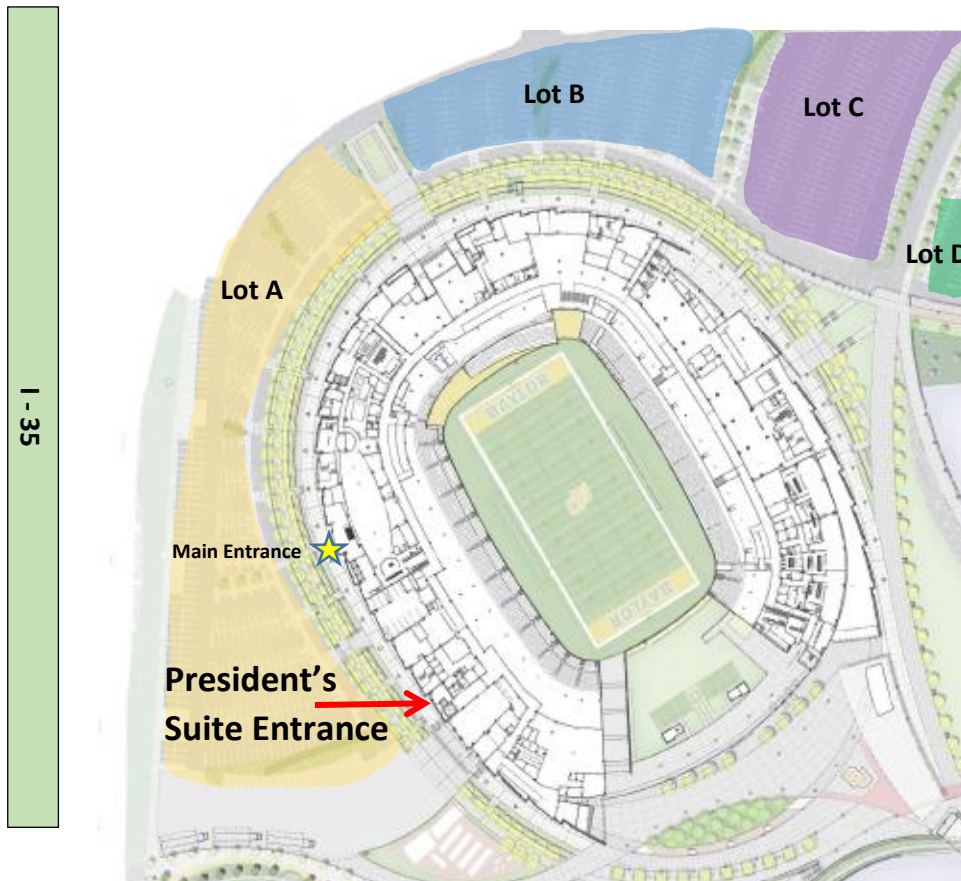 Lot B
Lot C
Lot D
Lot A
I - 35
BAYLOR
Main Entrance
BAYLOR
President's
Suite Entrance